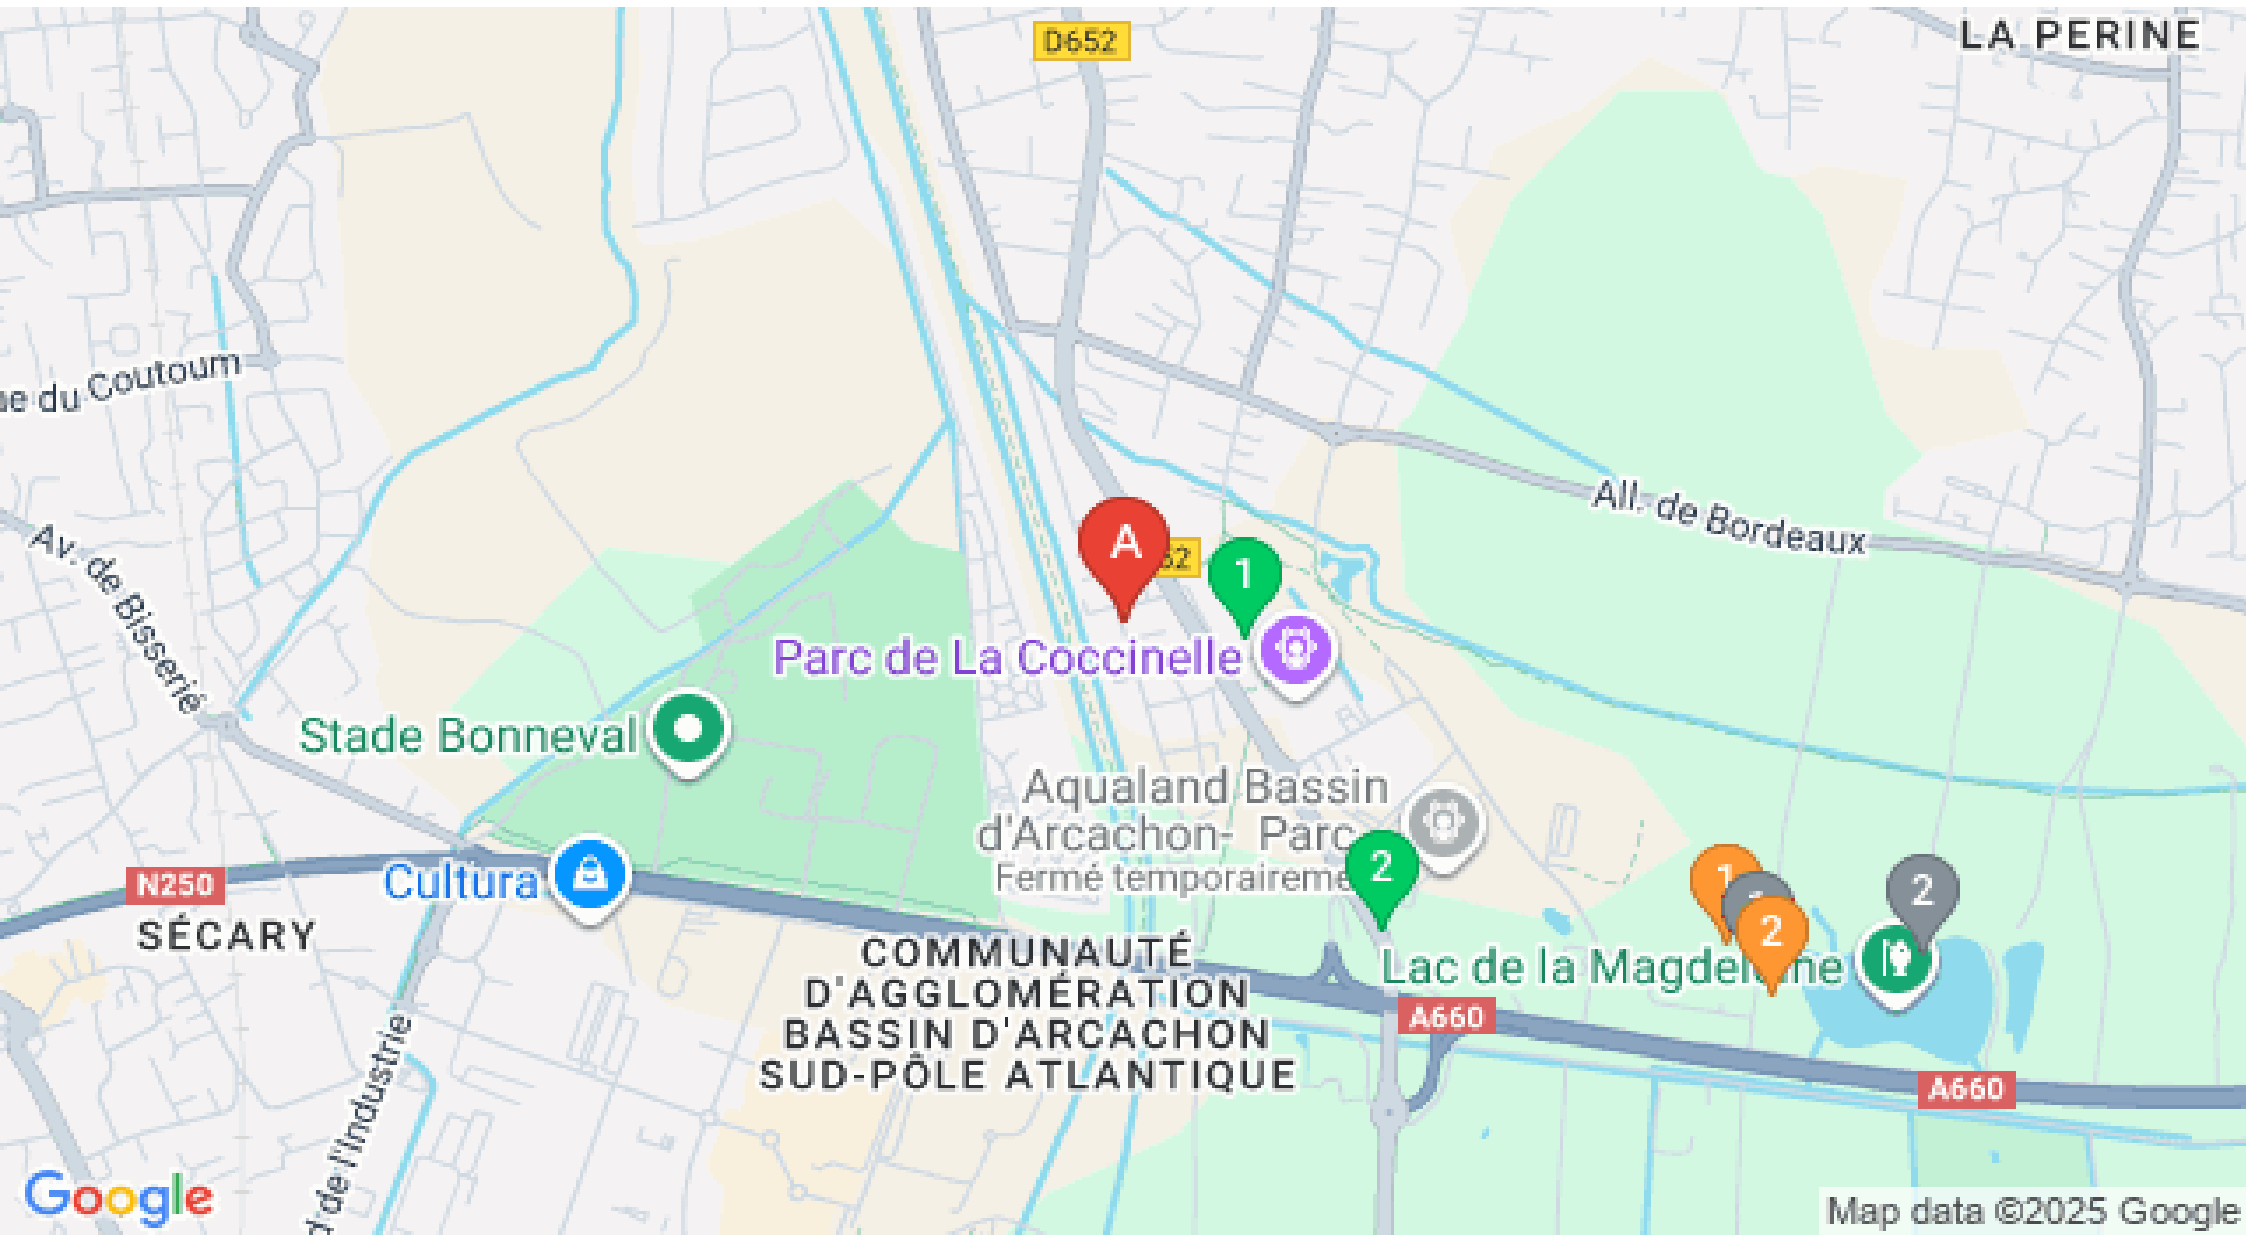 D652
LA PERINE
ue du Coutoum
All. de Bordeaux
Av. de Bisserié
A
52
1
Parc de La Coccinelle
Stade Bonneval
Aqualand Bassin
d'Arcachon- Parc
Fermé temporaireme
2
1
2
2
N250
Cultura
SÉCARY
COMMUNAUTÉ
D'AGGLOMÉRATION
BASSIN D'ARCACHON
SUD-PÔLE ATLANTIQUE
Lac de la Magdeleine
A660
A660
d de l'Industrie
Google
Map data ©2025 Google